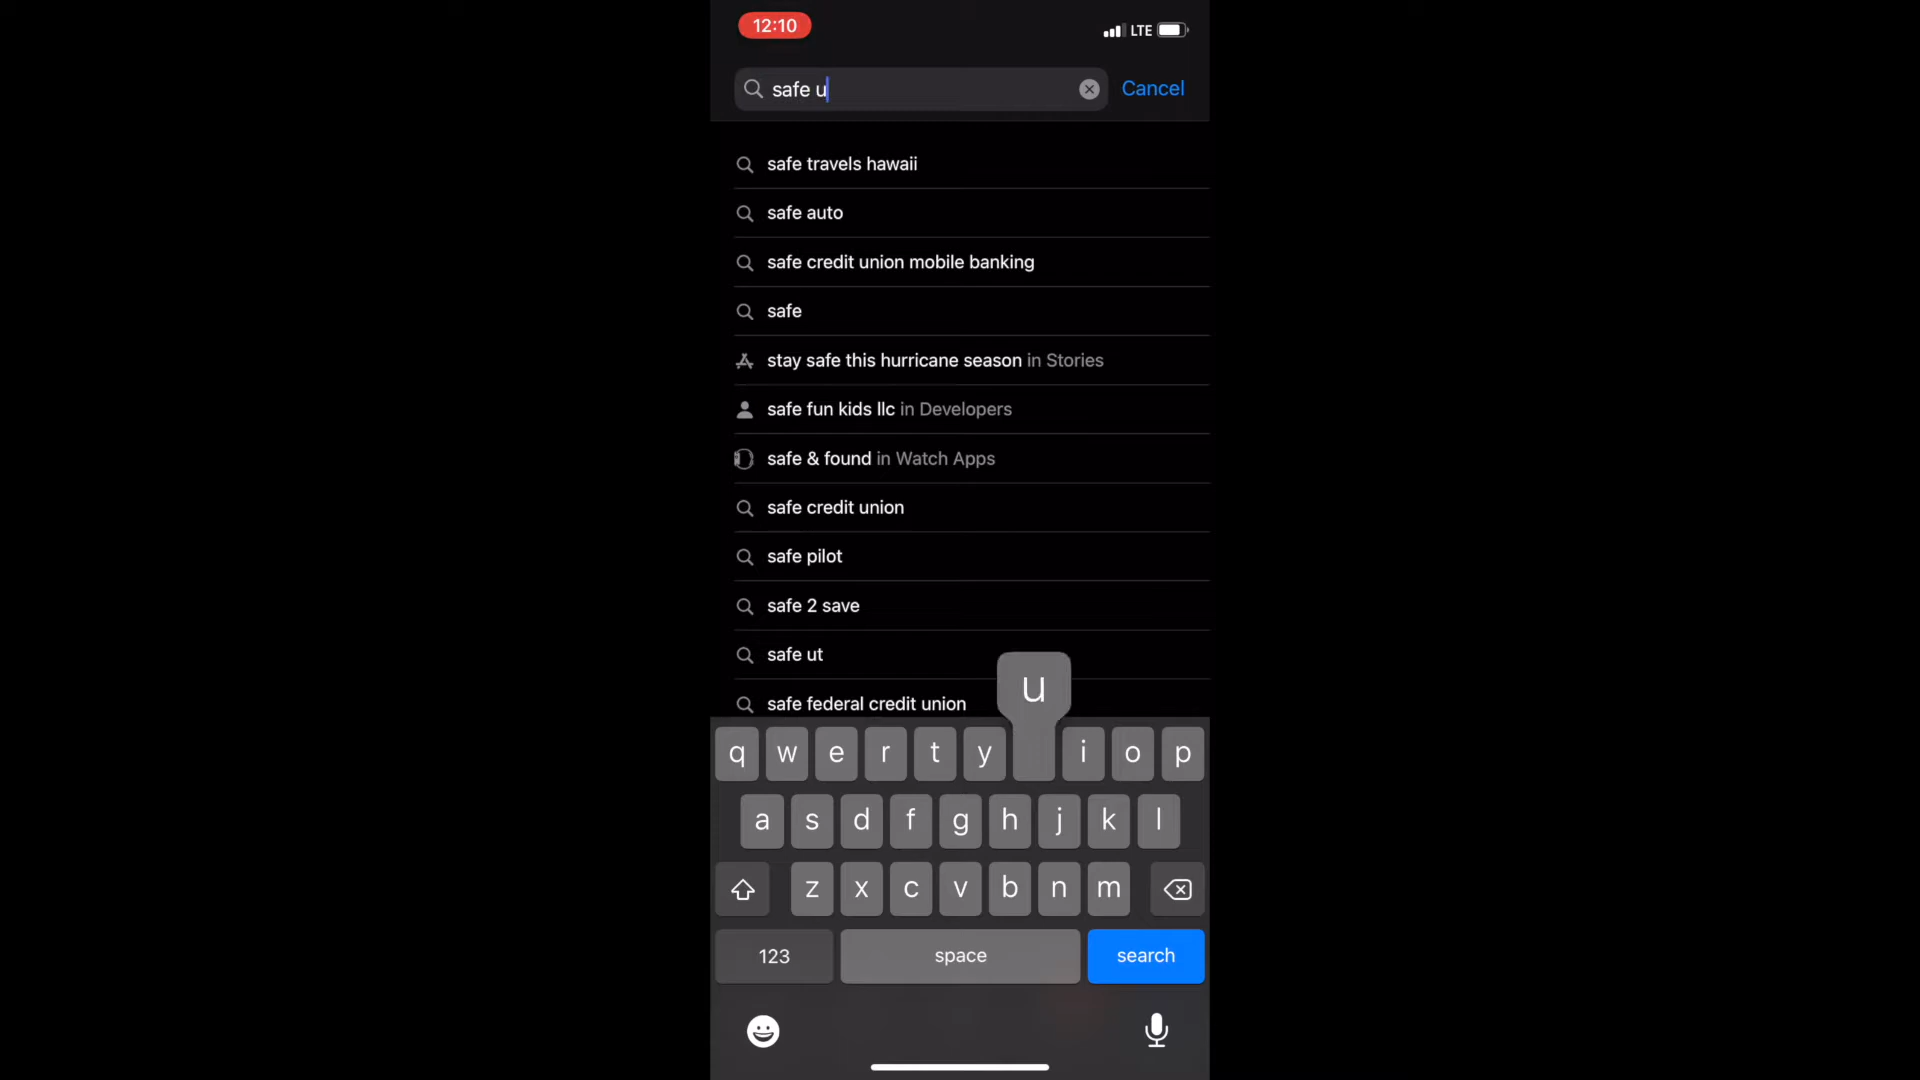 12:10
LTE
safe u
Cancel
safe travels hawaii
safe auto
safe credit union mobile banking
safe
stay safe this hurricane season in Stories
safe fun kids llc in Developers
safe & found in Watch Apps
safe credit union
safe pilot
safe 2 save
safe ut
safe federal credit union
u
q w e r t y i o p
a s d f g h j k l
z x c v b n m
123 space search